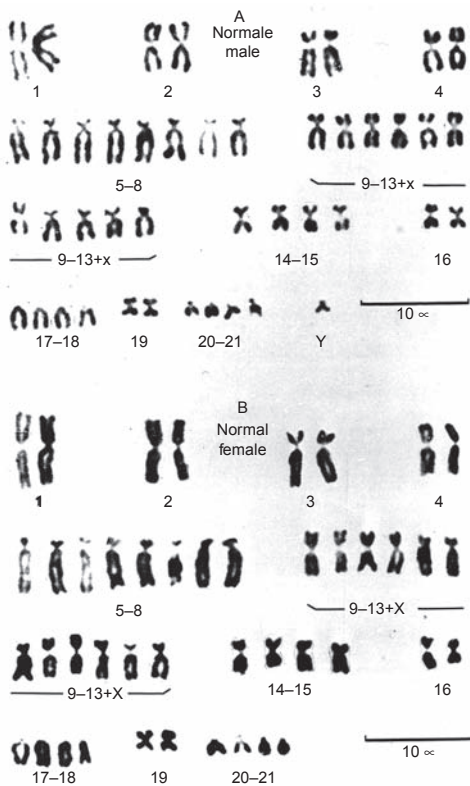 A
Normale
male
1 2 3 4
5–8 9–13+x
9–13+x 14–15 16
17–18 19 20–21 Y 10 ∝
B
Normal
female
1 2 3 4
5–8 9–13+X
9–13+X 14–15 16
17–18 19 20–21 10 ∝